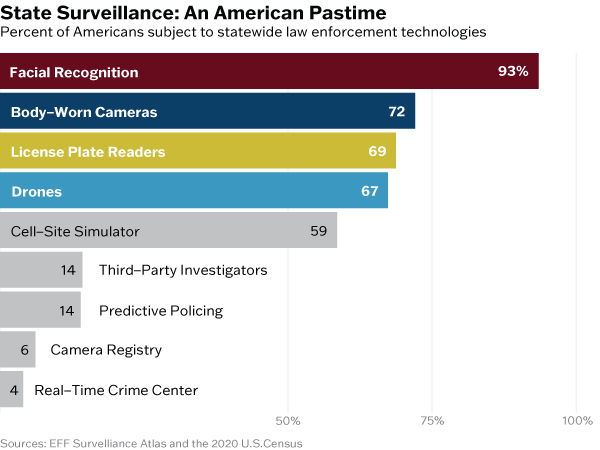 State Surveillance: An American Pastime
Percent of Americans subject to statewide law enforcement technologies
Facial Recognition 93%
Body–Worn Cameras 72
License Plate Readers 69
Drones 67
Cell–Site Simulator 59
14 Third–Party Investigators
14 Predictive Policing
6 Camera Registry
4 Real–Time Crime Center
50% 75% 100%
Sources: EFF Survelliance Atlas and the 2020 U.S.Census